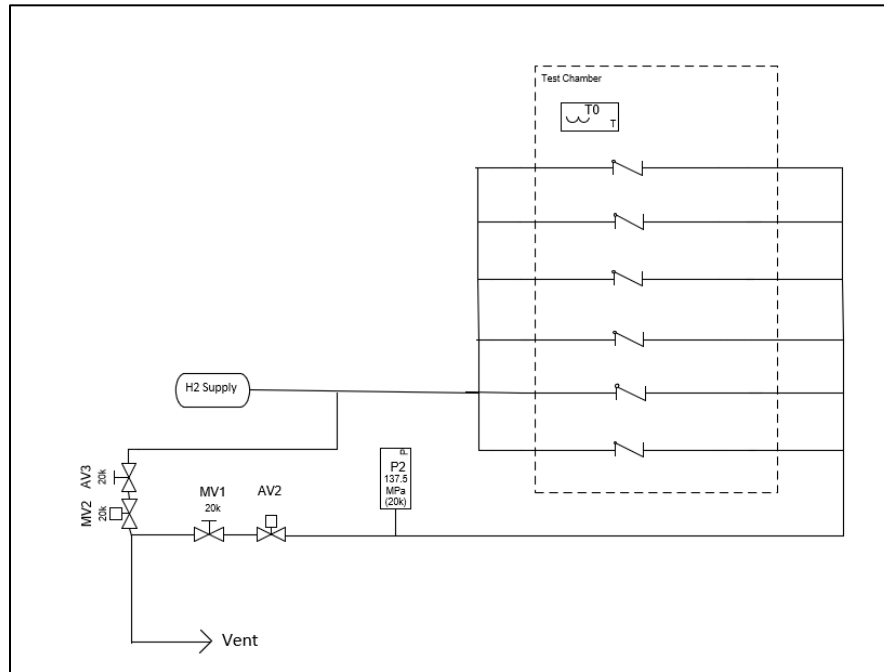 Test Chamber
T0
T
H2 Supply
P
P2
137.5
MPa
(20k)
AV3
20k
MV2
20k
MV1
20k
AV2
Vent